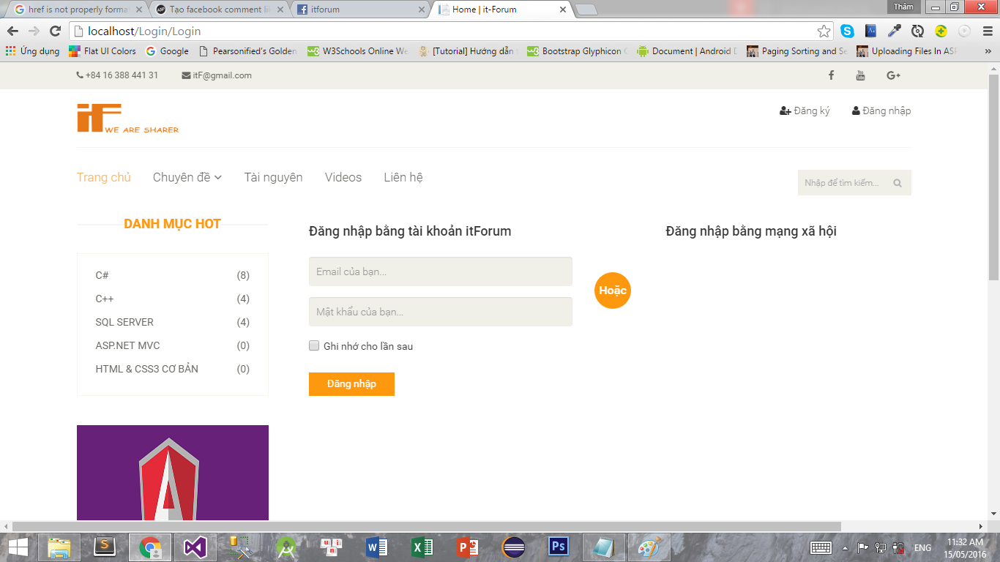 href is not properly format
Tạo facebook comment lik
itforum
Home | it-Forum
Thâm
localhost/Login/Login
Ứng dụng
Flat UI Colors
Google
Pearsonified's Golden
W3Schools Online We
[Tutorial] Hướng dẫn
Bootstrap Glyphicon C
Document | Android D
Paging Sorting and Se
Uploading Files In ASP
+84 16 388 441 31
itF@gmail.com
iTF
WE ARE SHARER
Đăng ký
Đăng nhập
Trang chủ
Chuyên đề
Tài nguyên
Videos
Liên hệ
Nhập để tìm kiếm...
DANH MỤC HOT
C# (8)
C++ (4)
SQL SERVER (4)
ASP.NET MVC (0)
HTML & CSS3 CƠ BẢN (0)
Đăng nhập bằng tài khoản itForum
Email của bạn...
Mật khẩu của bạn...
Ghi nhớ cho lần sau
Đăng nhập
Hoặc
Đăng nhập bằng mạng xã hội
ENG
11:32 AM
15/05/2016